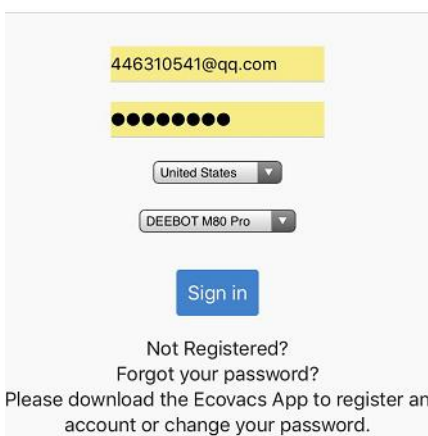 446310541@qq.com
●●●●●●●●
United States
DEEBOT M80 Pro
Sign in
Not Registered?
Forgot your password?
Please download the Ecovacs App to register an
account or change your password.